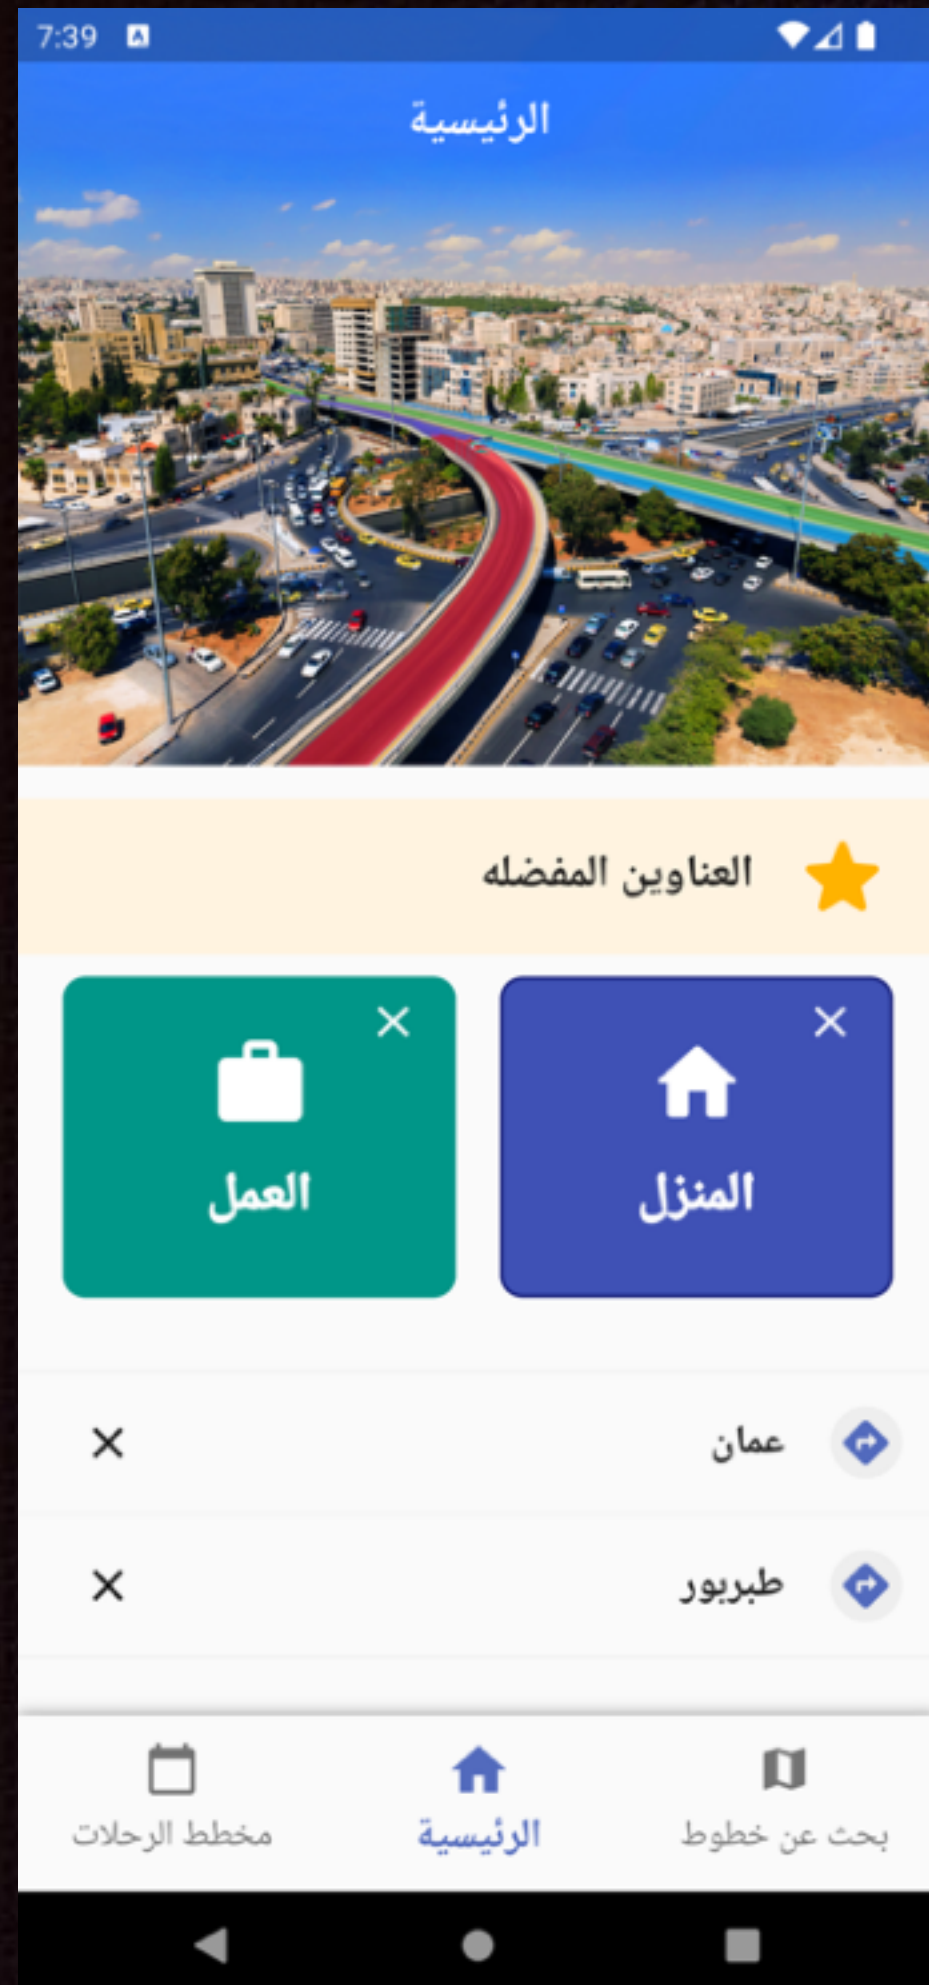 7:39
الرئيسية
العناوين المفضله
المنزل
العمل
عمان
طبربور
بحث عن خطوط
الرئيسية
مخطط الرحلات